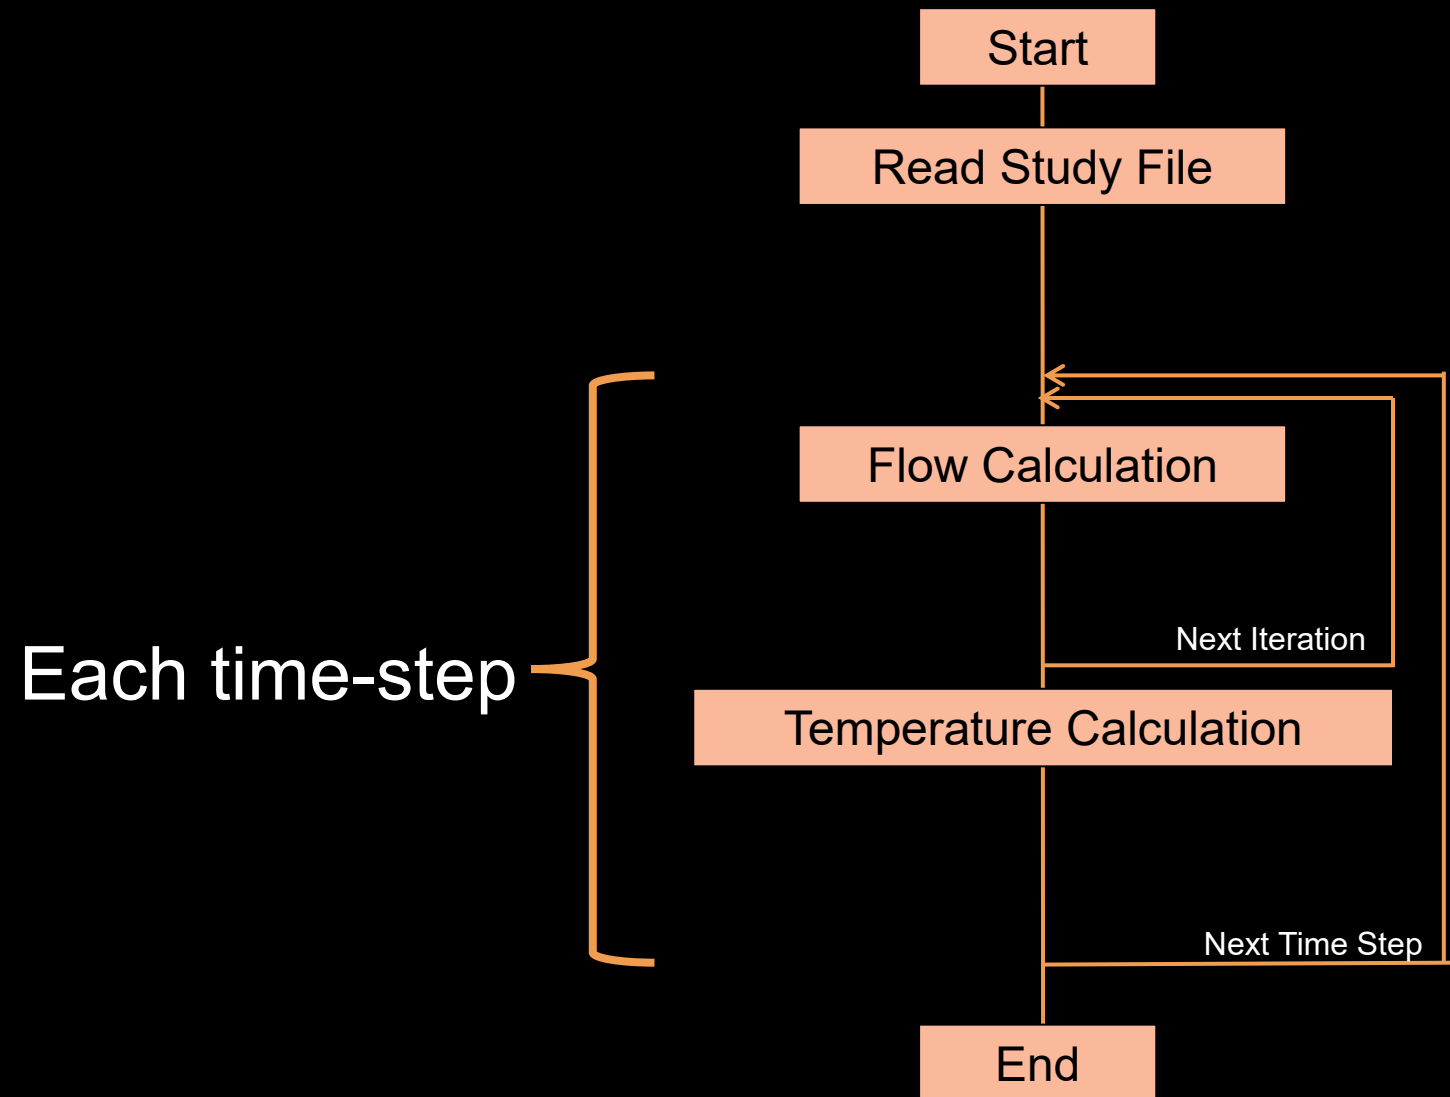 Start
Read Study File
Flow Calculation
Next Iteration
Each time-step
Temperature Calculation
Next Time Step
End